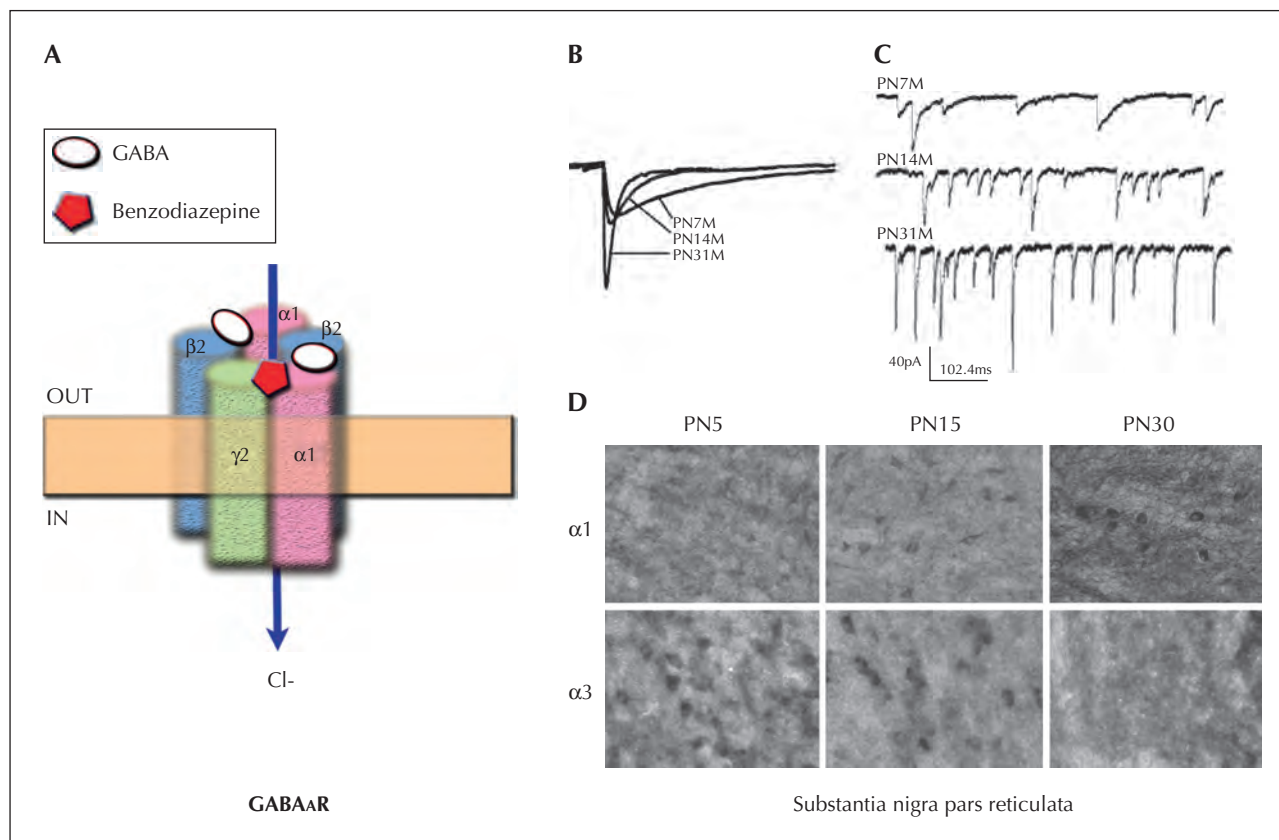 A
GABA
Benzodiazepine
α1
β2
β2
OUT
γ2
α1
IN
Cl-
GABAAR
B
PN7M
PN14M
PN31M
C
PN7M
PN14M
PN31M
40pA
102.4ms
D
PN5
PN15
PN30
α1
α3
Substantia nigra pars reticulata